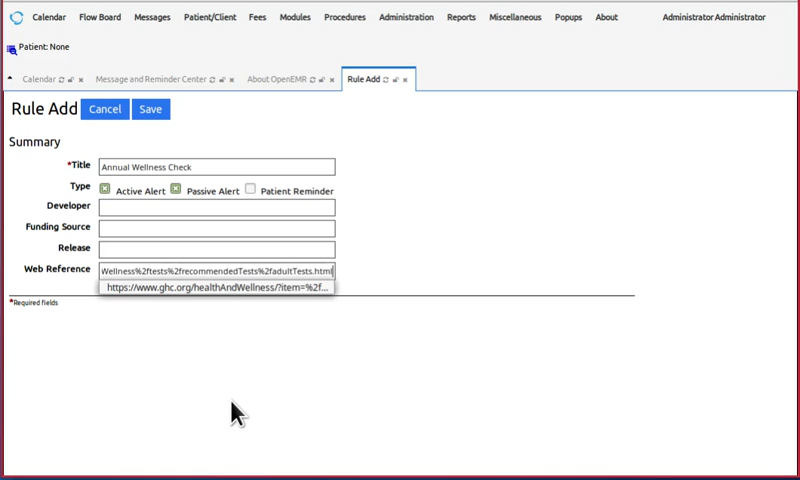 Calendar Flow Board Messages Patient/Client Fees Modules Procedures Administration Reports Miscellaneous Popups About Administrator Administrator
Patient: None
Calendar Message and Reminder Center About OpenEMR Rule Add
Rule Add Cancel Save
Summary
*Title Annual Wellness Check
Type Active Alert Passive Alert Patient Reminder
Developer
Funding Source
Release
Web Reference Wellness%2ftests%2frecommendedTests%2fadultTests.html
https://www.ghc.org/healthAndWellness/?item=%2f...
*Required fields